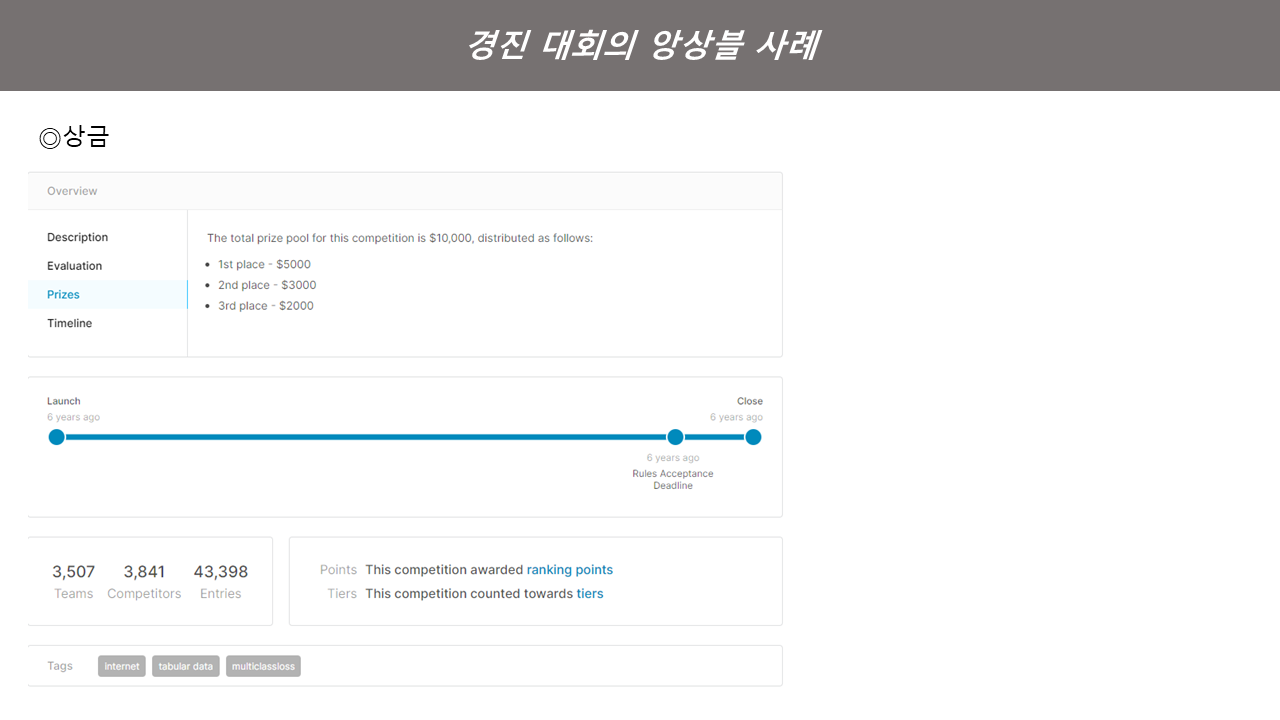 경진 대회의 앙상블 사례
◎상금
Overview
Description
Evaluation
Prizes
Timeline
The total prize pool for this competition is $10,000, distributed as follows:
• 1st place - $5000
• 2nd place - $3000
• 3rd place - $2000
Launch
6 years ago
Close
6 years ago
6 years ago
Rules Acceptance
Deadline
3,507 3,841 43,398
Teams Competitors Entries
Points This competition awarded ranking points
Tiers This competition counted towards tiers
Tags internet tabular data multiclassloss